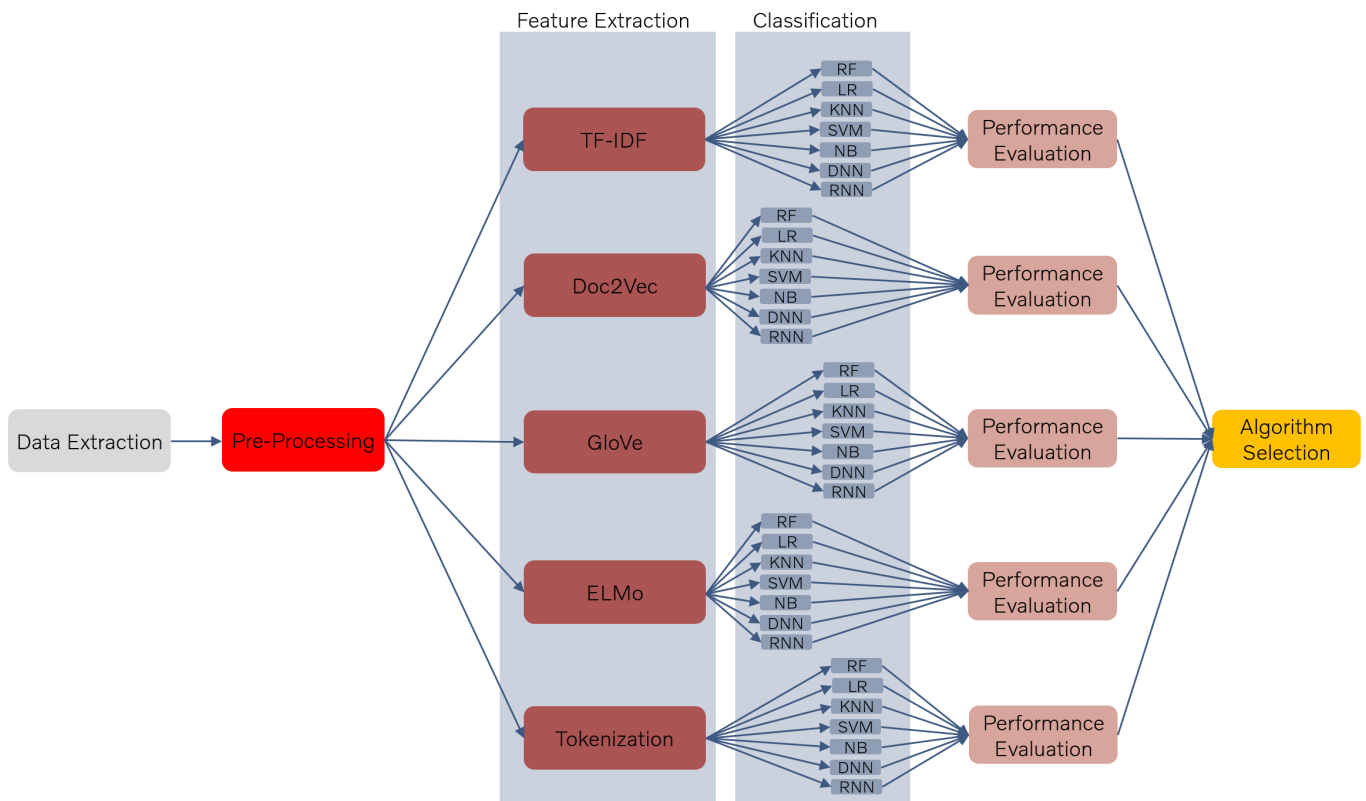 Feature Extraction
Classification
Data Extraction
Pre-Processing
TF-IDF
RF
LR
KNN
SVM
NB
DNN
RNN
Performance
Evaluation
Doc2Vec
RF
LR
KNN
SVM
NB
DNN
RNN
Performance
Evaluation
GloVe
RF
LR
KNN
SVM
NB
DNN
RNN
Performance
Evaluation
ELMo
RF
LR
KNN
SVM
NB
DNN
RNN
Performance
Evaluation
Tokenization
RF
LR
KNN
SVM
NB
DNN
RNN
Performance
Evaluation
Algorithm
Selection